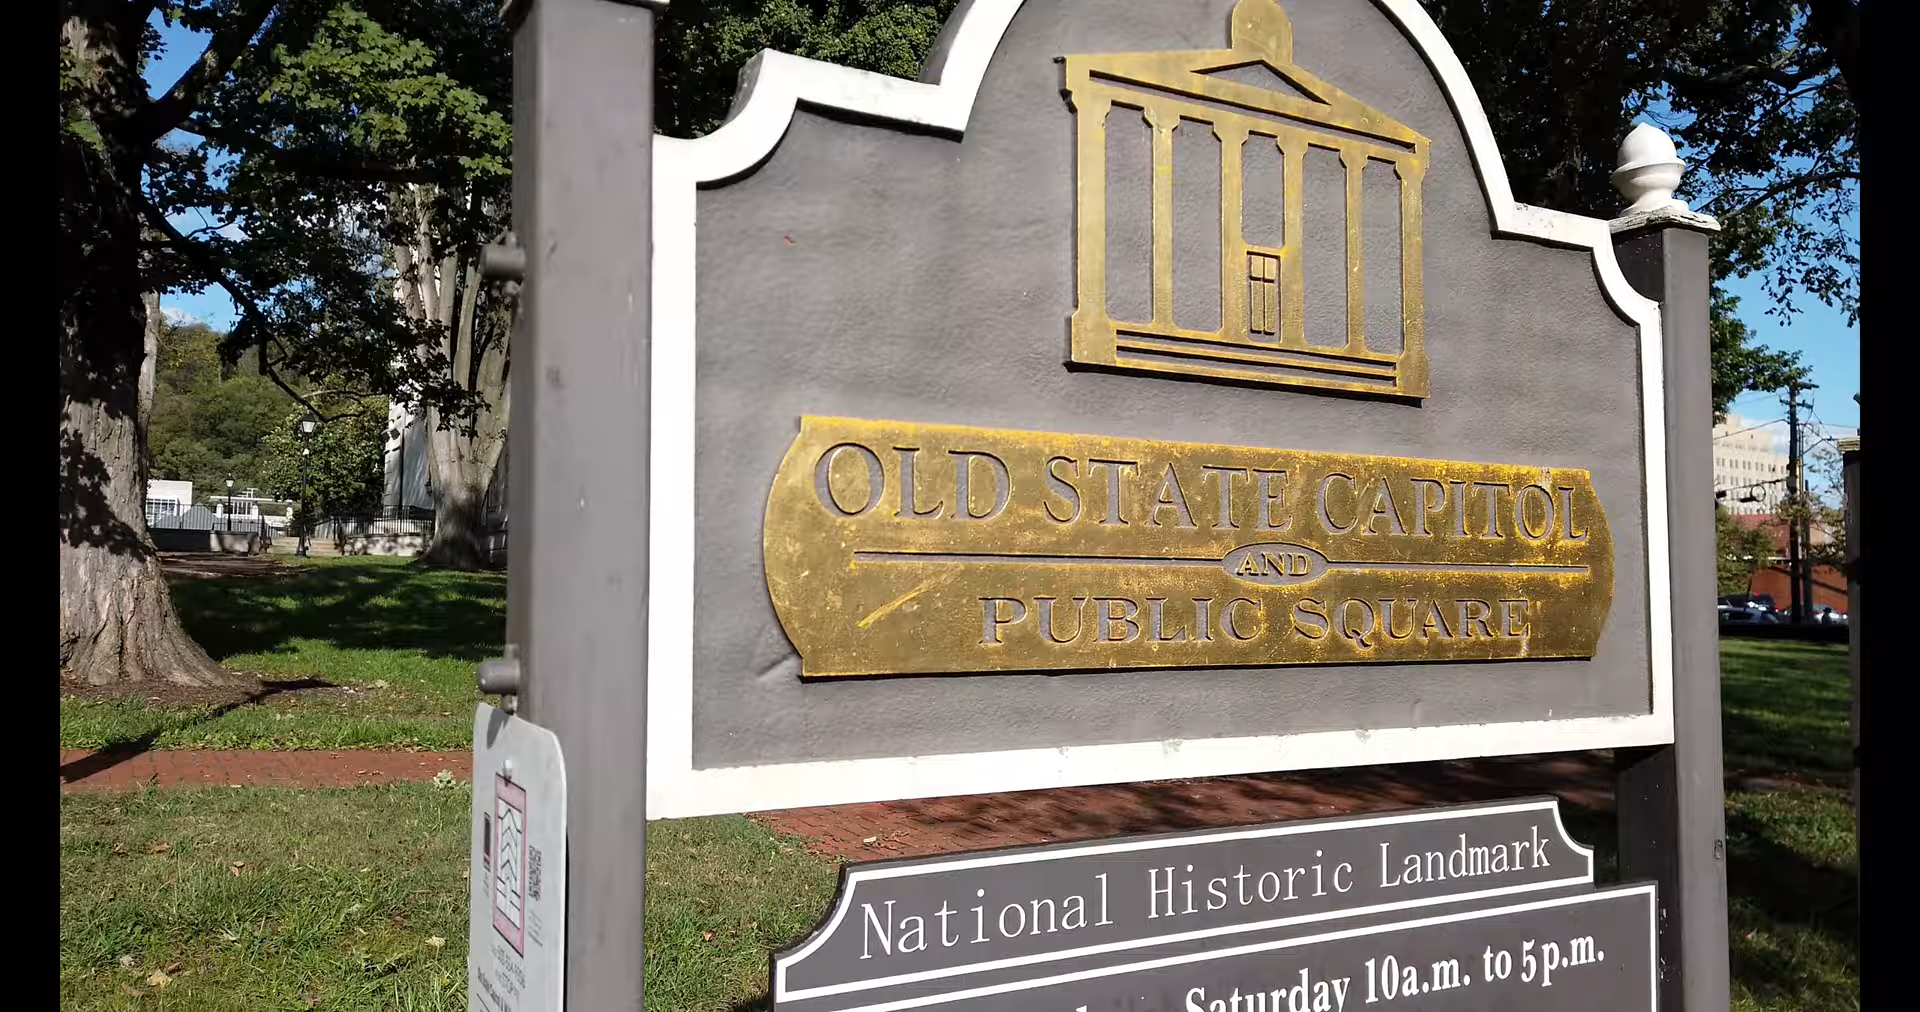 OLD STATE CAPITOL
AND
PUBLIC SQUARE
National Historic Landmark
Saturday 10a.m. to 5p.m.